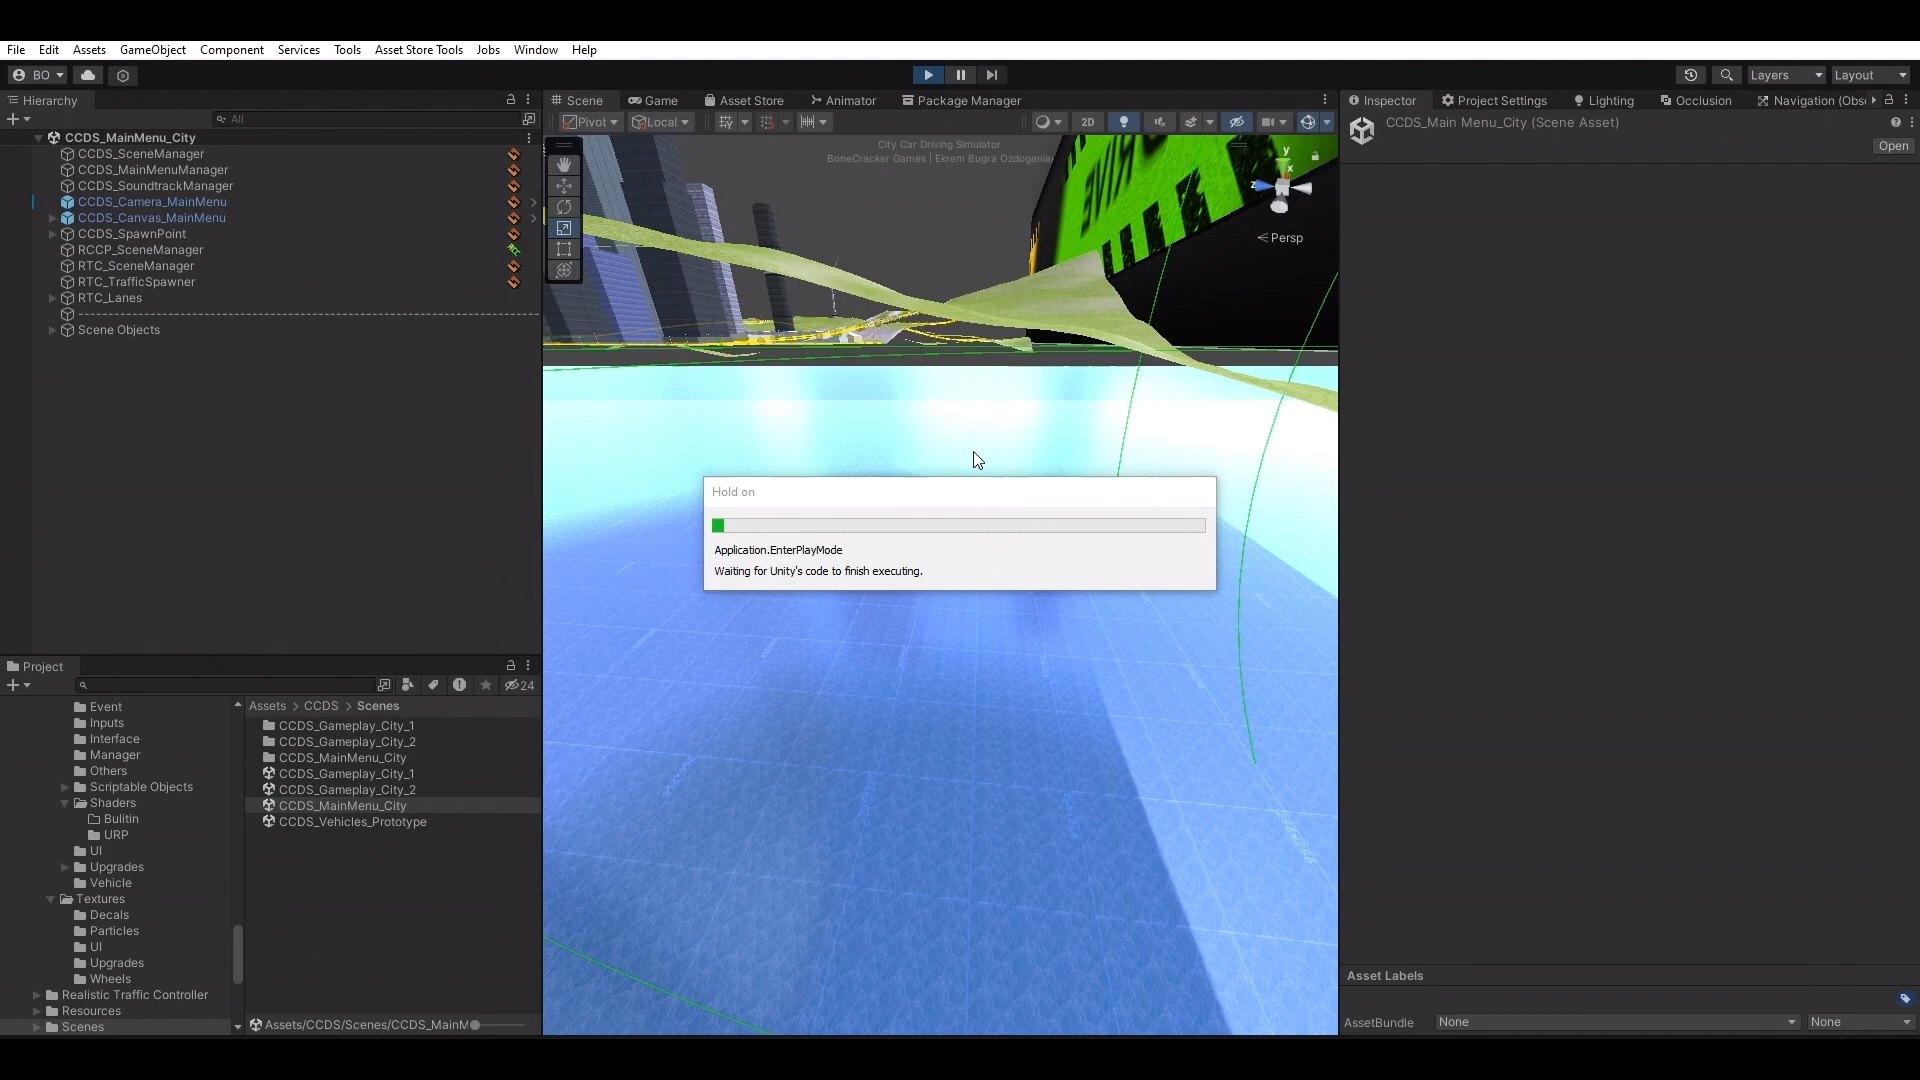 File Edit Assets GameObject Component Services Tools Asset Store Tools Jobs Window Help
BO
Layers
Layout
Hierarchy
All
CCDS_MainMenu_City
CCDS_SceneManager
CCDS_MainMenuManager
CCDS_SoundtrackManager
CCDS_Camera_MainMenu
CCDS_Canvas_MainMenu
CCDS_SpawnPoint
RCCP_SceneManager
RTC_SceneManager
RTC_TrafficSpawner
RTC_Lanes
Scene Objects
Scene Game Asset Store Animator Package Manager
Pivot Local 2D
City Car Driving Simulator
BoneCracker Games | Ekrem Bugra Ozdoganlar
y
x
z
< Persp
Hold on
Application.EnterPlayMode
Waiting for Unity's code to finish executing.
Inspector Project Settings Lighting Occlusion Navigation (Obs
CCDS_Main Menu_City (Scene Asset)
Open
Asset Labels
AssetBundle None None
Project
24
Event
Inputs
Interface
Manager
Others
Scriptable Objects
Shaders
Bulitin
URP
UI
Upgrades
Vehicle
Textures
Decals
Particles
UI
Upgrades
Wheels
Realistic Traffic Controller
Resources
Scenes
Assets > CCDS > Scenes
CCDS_Gameplay_City_1
CCDS_Gameplay_City_2
CCDS_MainMenu_City
CCDS_Gameplay_City_1
CCDS_Gameplay_City_2
CCDS_MainMenu_City
CCDS_Vehicles_Prototype
Assets/CCDS/Scenes/CCDS_MainM